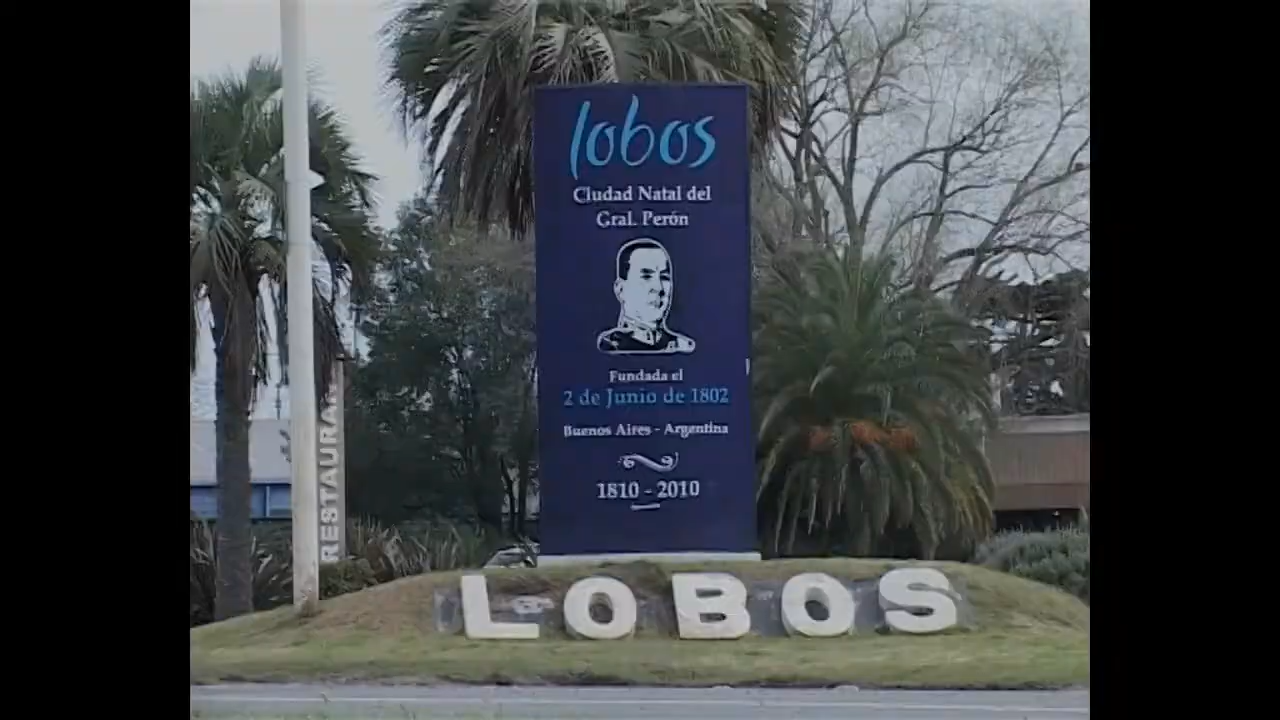 lobos
Ciudad Natal del
Gral. Perón
Fundada el
2 de Junio de 1802
Buenos Aires - Argentina
1810 - 2010
RESTAURAN
LOBOS